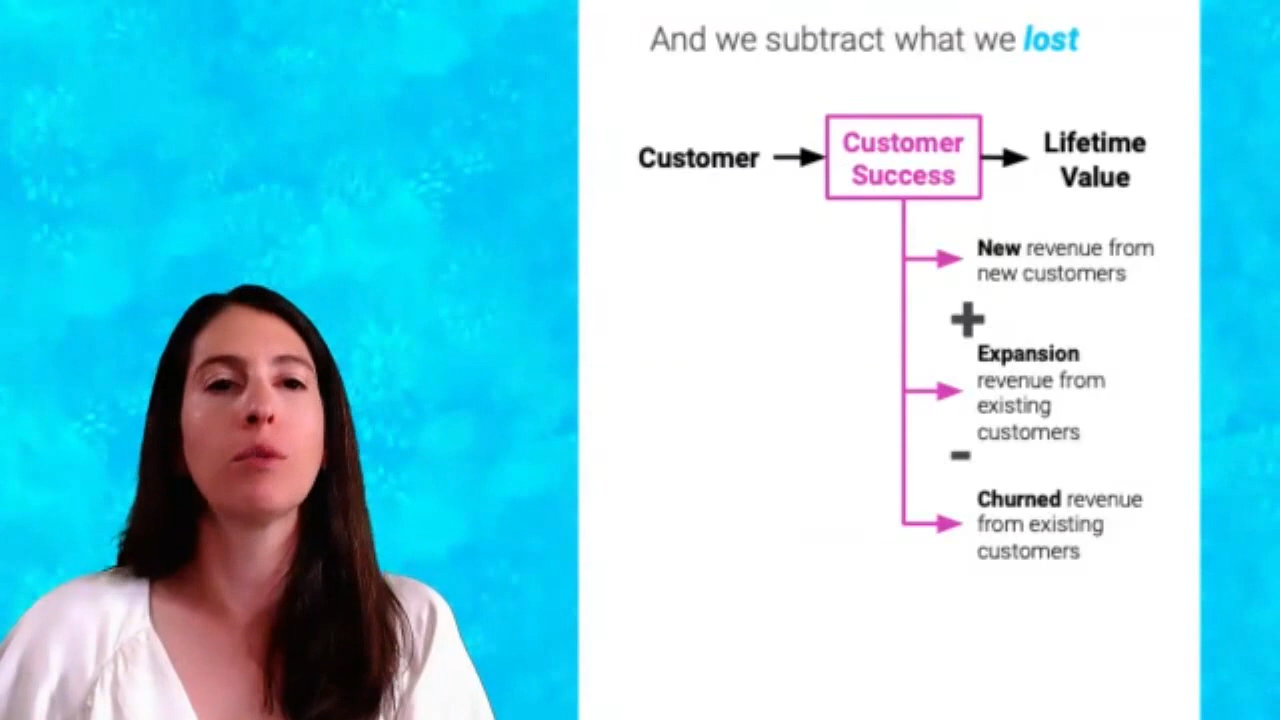 And we subtract what we lost
Customer
Customer
Success
Lifetime
Value
New revenue from
new customers
+
Expansion
revenue from
existing
customers
-
Churned revenue
from existing
customers